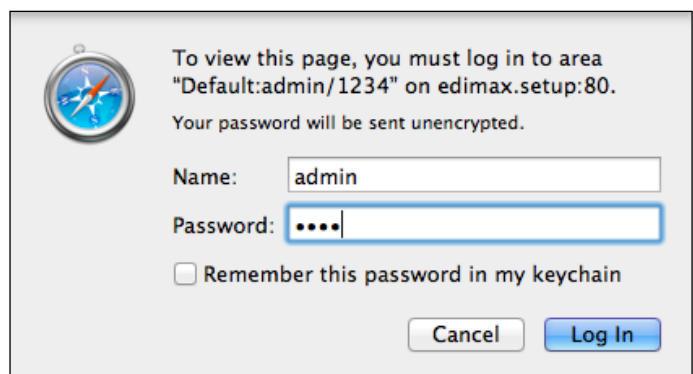 To view this page, you must log in to area
“Default:admin/1234” on edimax.setup:80.
Your password will be sent unencrypted.
Name: admin
Password: ••••
Remember this password in my keychain
Cancel Log In